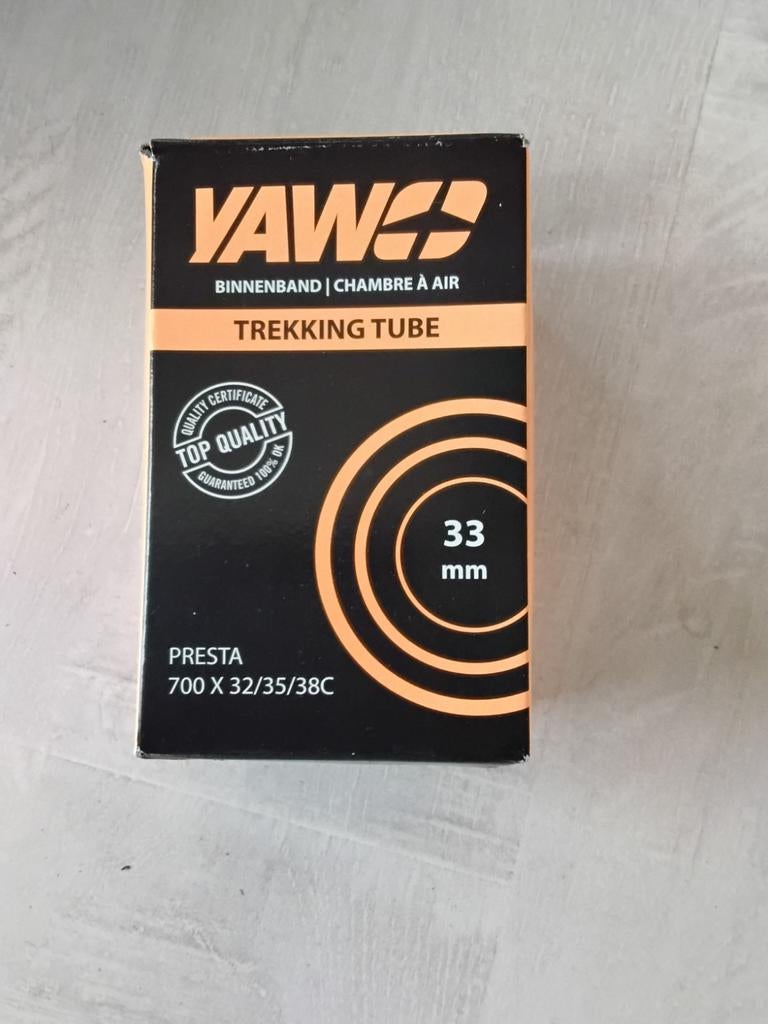 YAWO
BINNENBAND | CHAMBRE À AIR
TREKKING TUBE
QUALITY CERTIFICATE
TOP QUALITY
GUARANTEED 100% OK
33
mm
PRESTA
700 X 32/35/38C